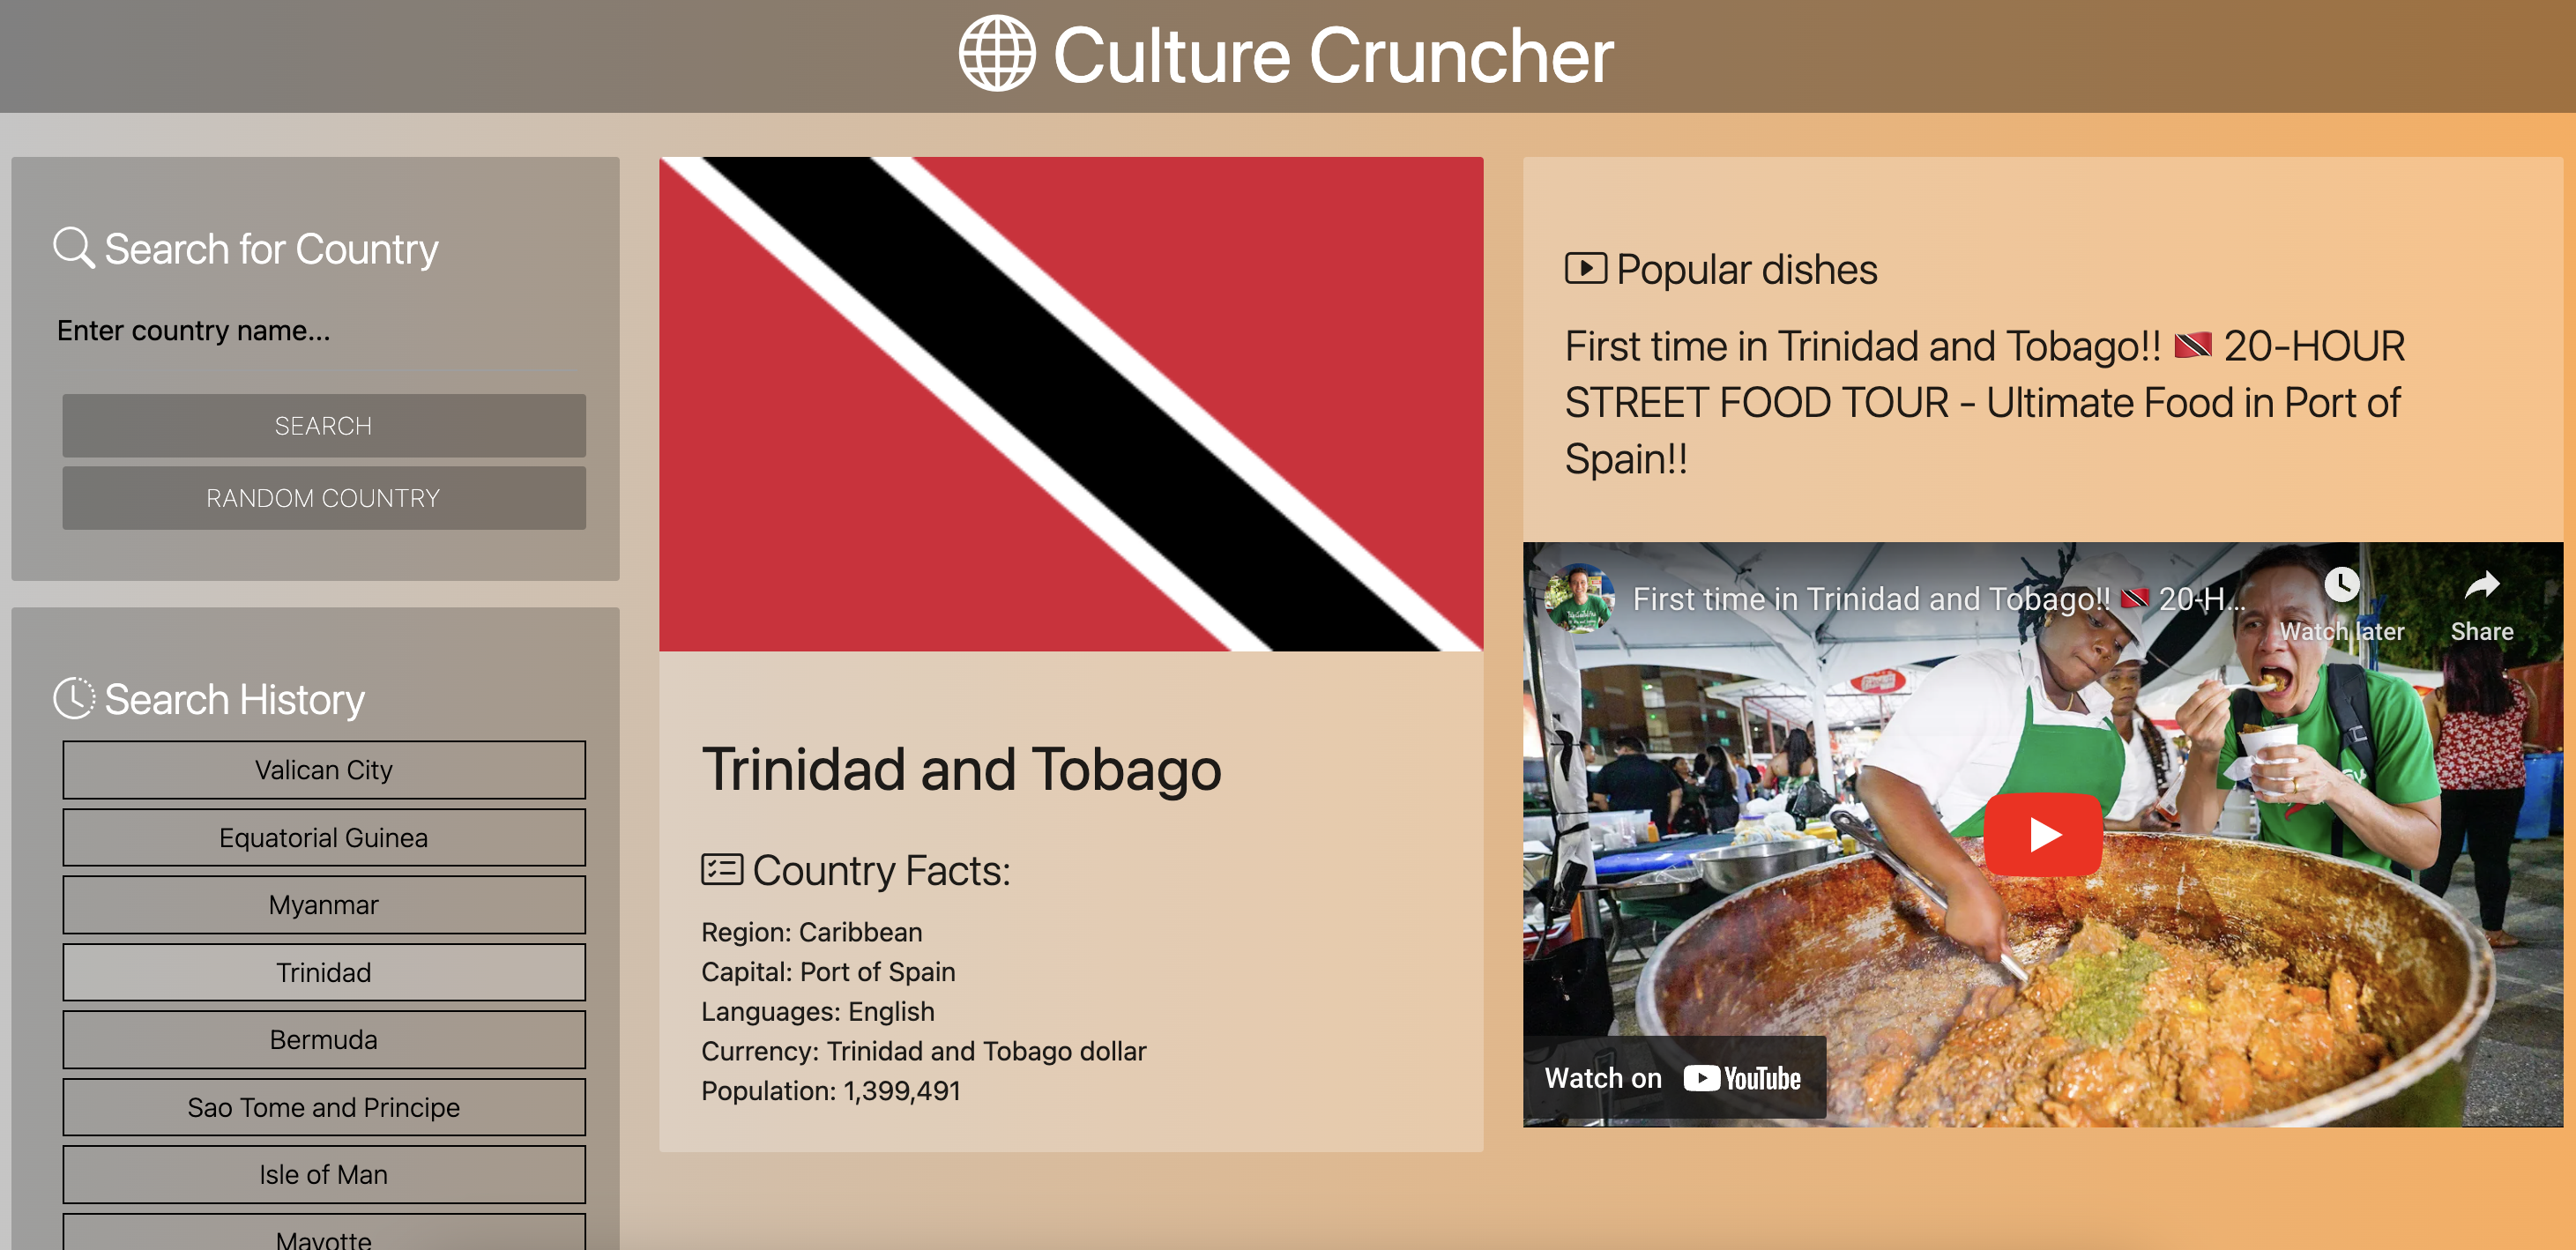 Culture Cruncher
Search for Country
Enter country name...
SEARCH
RANDOM COUNTRY
Search History
Valican City
Equatorial Guinea
Myanmar
Trinidad
Bermuda
Sao Tome and Principe
Isle of Man
Mayotte
Trinidad and Tobago
Country Facts:
Region: Caribbean
Capital: Port of Spain
Languages: English
Currency: Trinidad and Tobago dollar
Population: 1,399,491
Popular dishes
First time in Trinidad and Tobago!! 🇹🇹 20-HOUR
STREET FOOD TOUR - Ultimate Food in Port of
Spain!!
First time in Trinidad and Tobago!! 🇹🇹 20-H...
Watch later
Share
Watch on YouTube